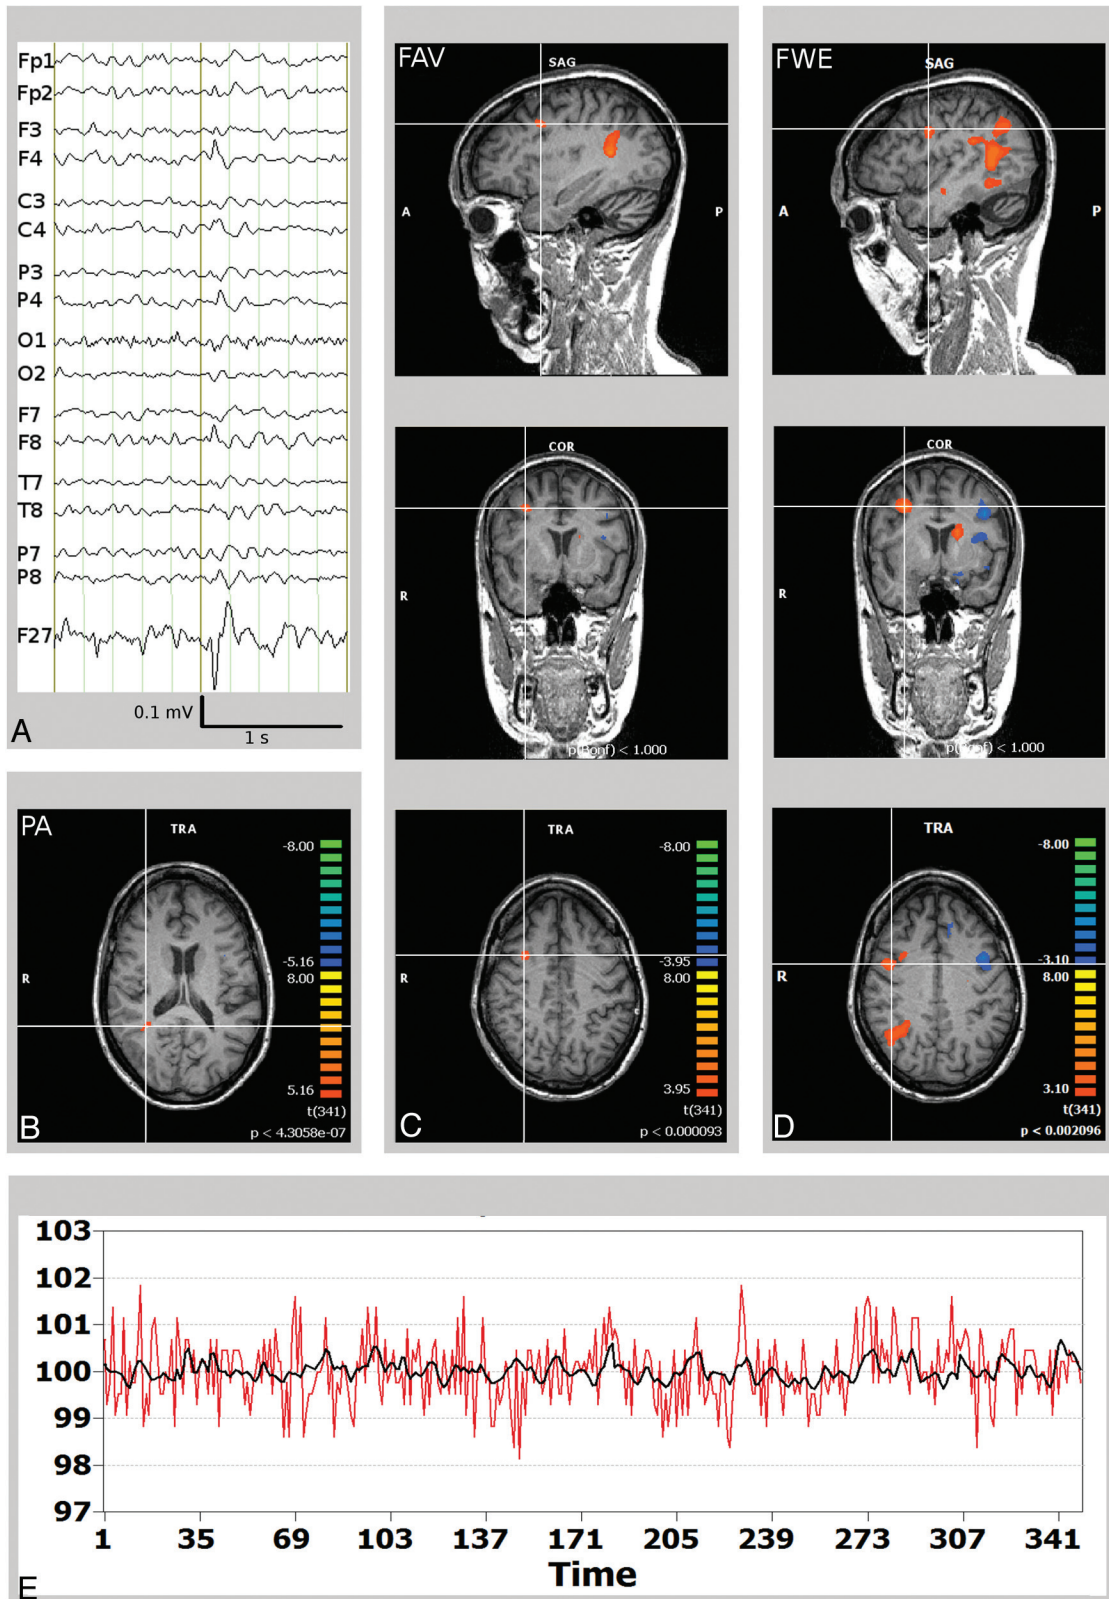 Fp1
Fp2
F3
F4
C3
C4
P3
P4
O1
O2
F7
F8
T7
T8
P7
P8
F27
0.1 mV
1 s
A
FAV
SAG
A
P
COR
R
p(Bonf) < 1.000
FWE
SAG
A
P
COR
R
p(Bonf) < 1.000
PA
TRA
-8.00
R
-5.16
8.00
5.16
t(341)
p < 4.3058e-07
B
TRA
-8.00
R
-3.95
8.00
3.95
t(341)
p < 0.000093
C
TRA
-8.00
R
-3.10
8.00
3.10
t(341)
p < 0.002096
D
103
102
101
100
99
98
97
1 35 69 103 137 171 205 239 273 307 341
Time
E